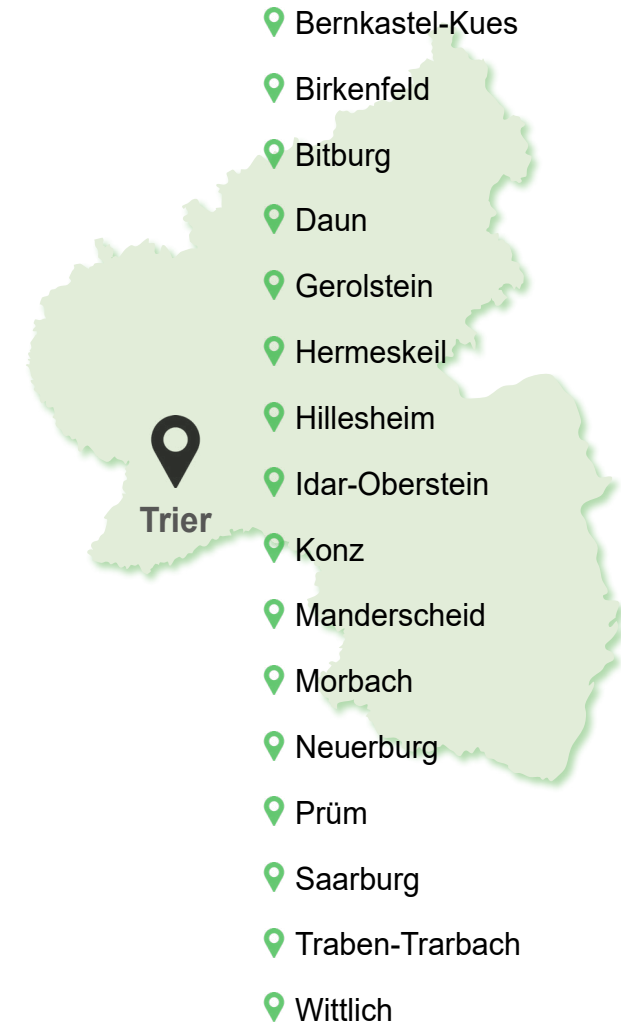 Bernkastel-Kues
Birkenfeld
Bitburg
Daun
Gerolstein
Hermeskeil
Hillesheim
Idar-Oberstein
Trier
Konz
Manderscheid
Morbach
Neuerburg
Prüm
Saarburg
Traben-Trarbach
Wittlich